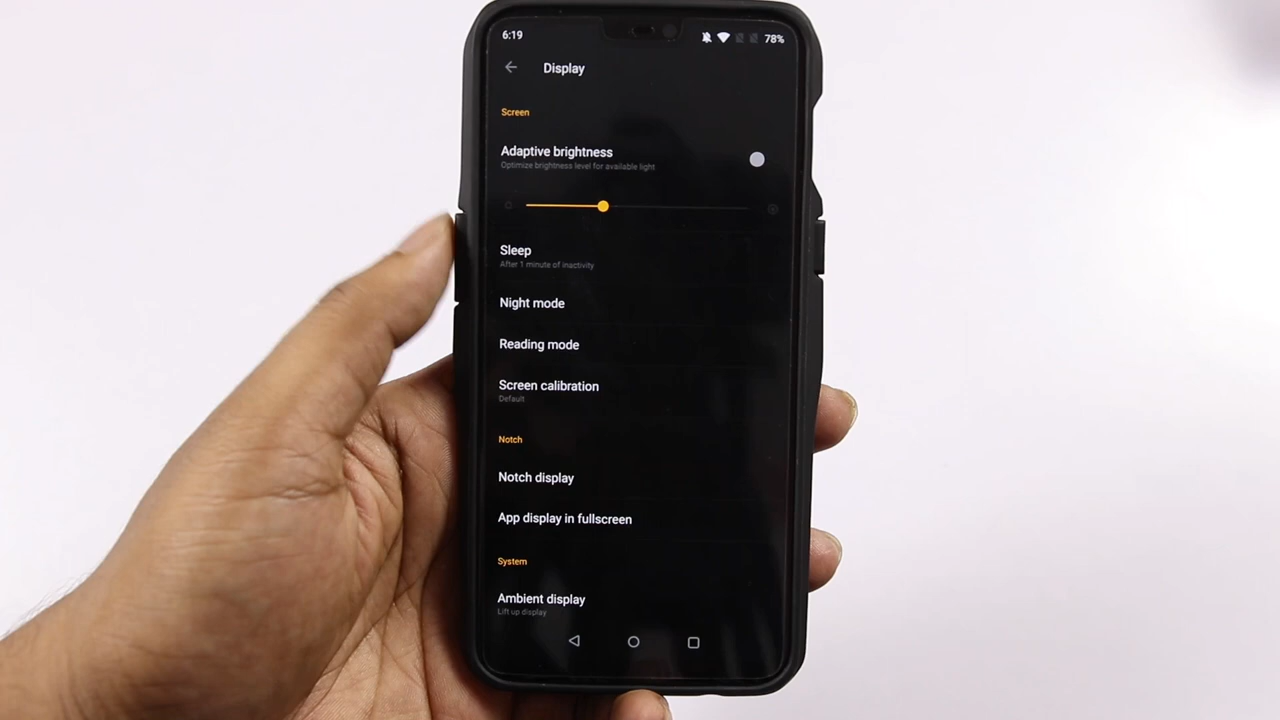 6:19
78%
Display
Screen
Adaptive brightness
Optimize brightness level for available light
Sleep
After 1 minute of inactivity
Night mode
Reading mode
Screen calibration
Default
Notch
Notch display
App display in fullscreen
System
Ambient display
Lift up display